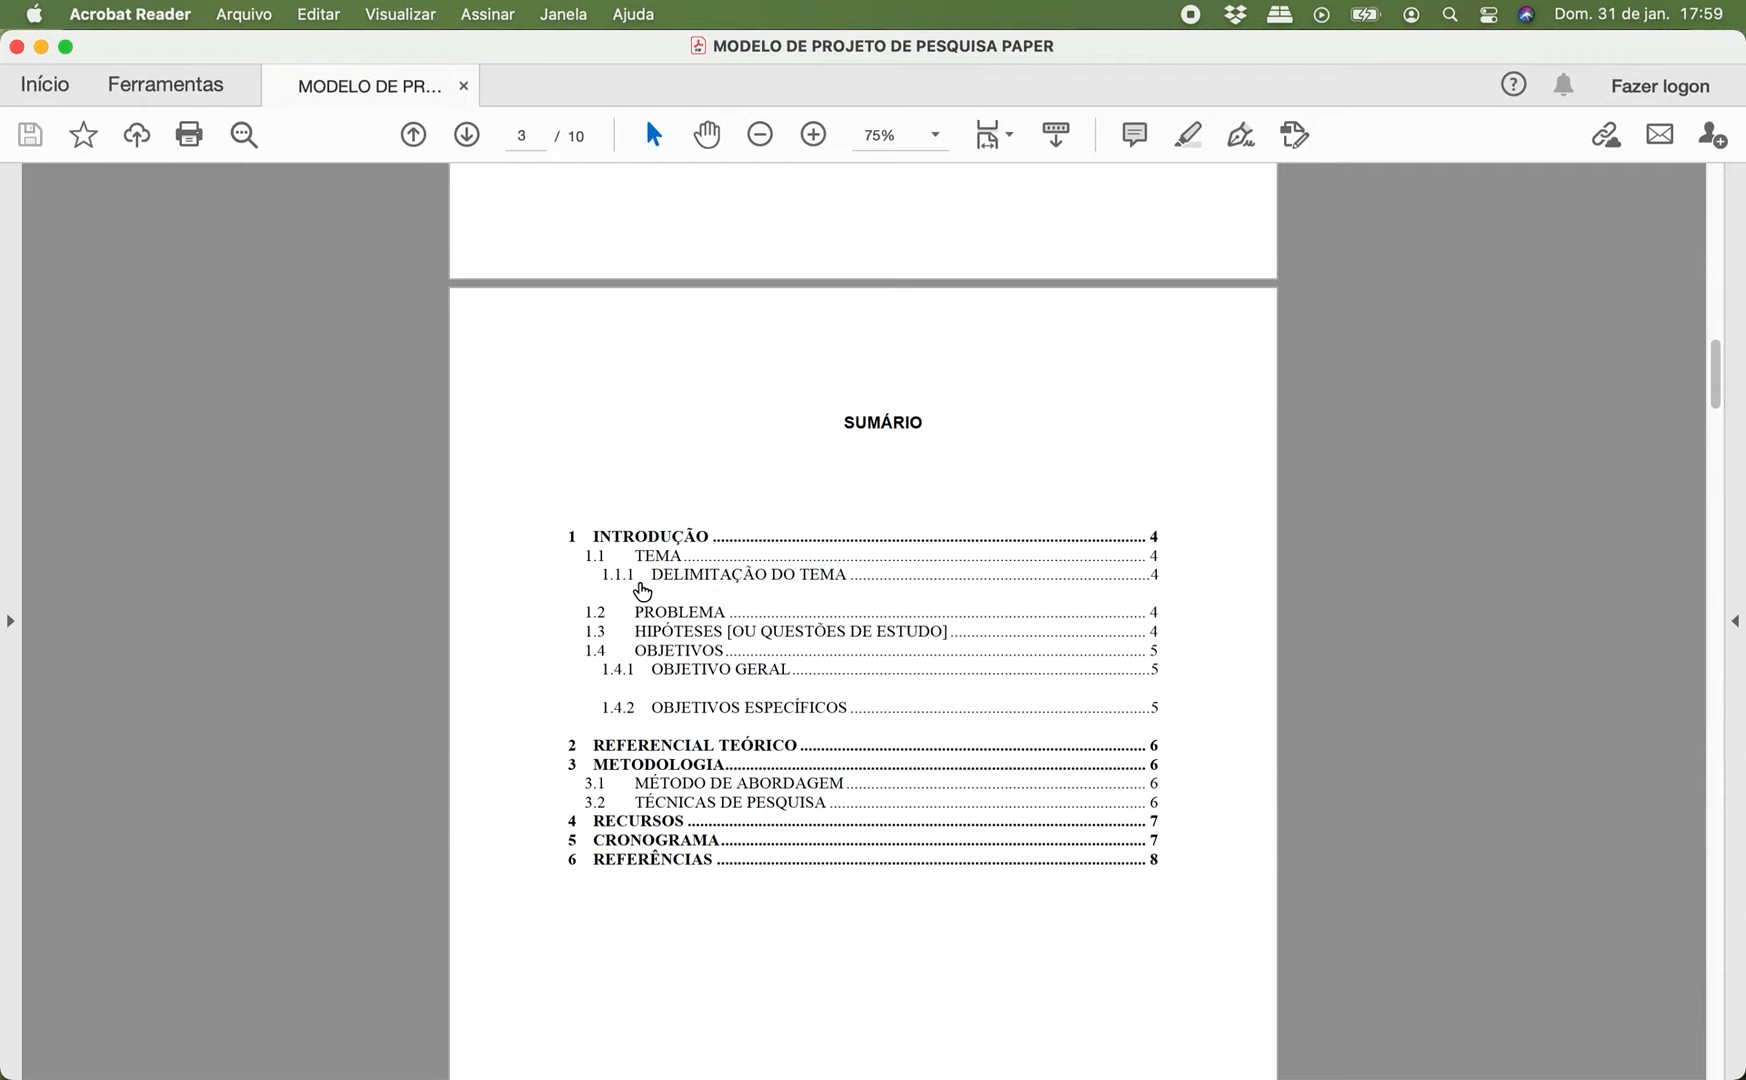 Acrobat Reader Arquivo Editar Visualizar Assinar Janela Ajuda Dom. 31 de jan. 17:59
MODELO DE PROJETO DE PESQUISA PAPER
Início Ferramentas MODELO DE PR... × Fazer logon
3 / 10 75%
SUMÁRIO
1 INTRODUÇÃO ........ 4
1.1 TEMA ........ 4
1.1.1 DELIMITAÇÃO DO TEMA ........ 4
1.2 PROBLEMA ........ 4
1.3 HIPÓTESES [OU QUESTÕES DE ESTUDO] ........ 4
1.4 OBJETIVOS ........ 5
1.4.1 OBJETIVO GERAL ........ 5
1.4.2 OBJETIVOS ESPECÍFICOS ........ 5
2 REFERENCIAL TEÓRICO ........ 6
3 METODOLOGIA ........ 6
3.1 MÉTODO DE ABORDAGEM ........ 6
3.2 TÉCNICAS DE PESQUISA ........ 6
4 RECURSOS ........ 7
5 CRONOGRAMA ........ 7
6 REFERÊNCIAS ........ 8